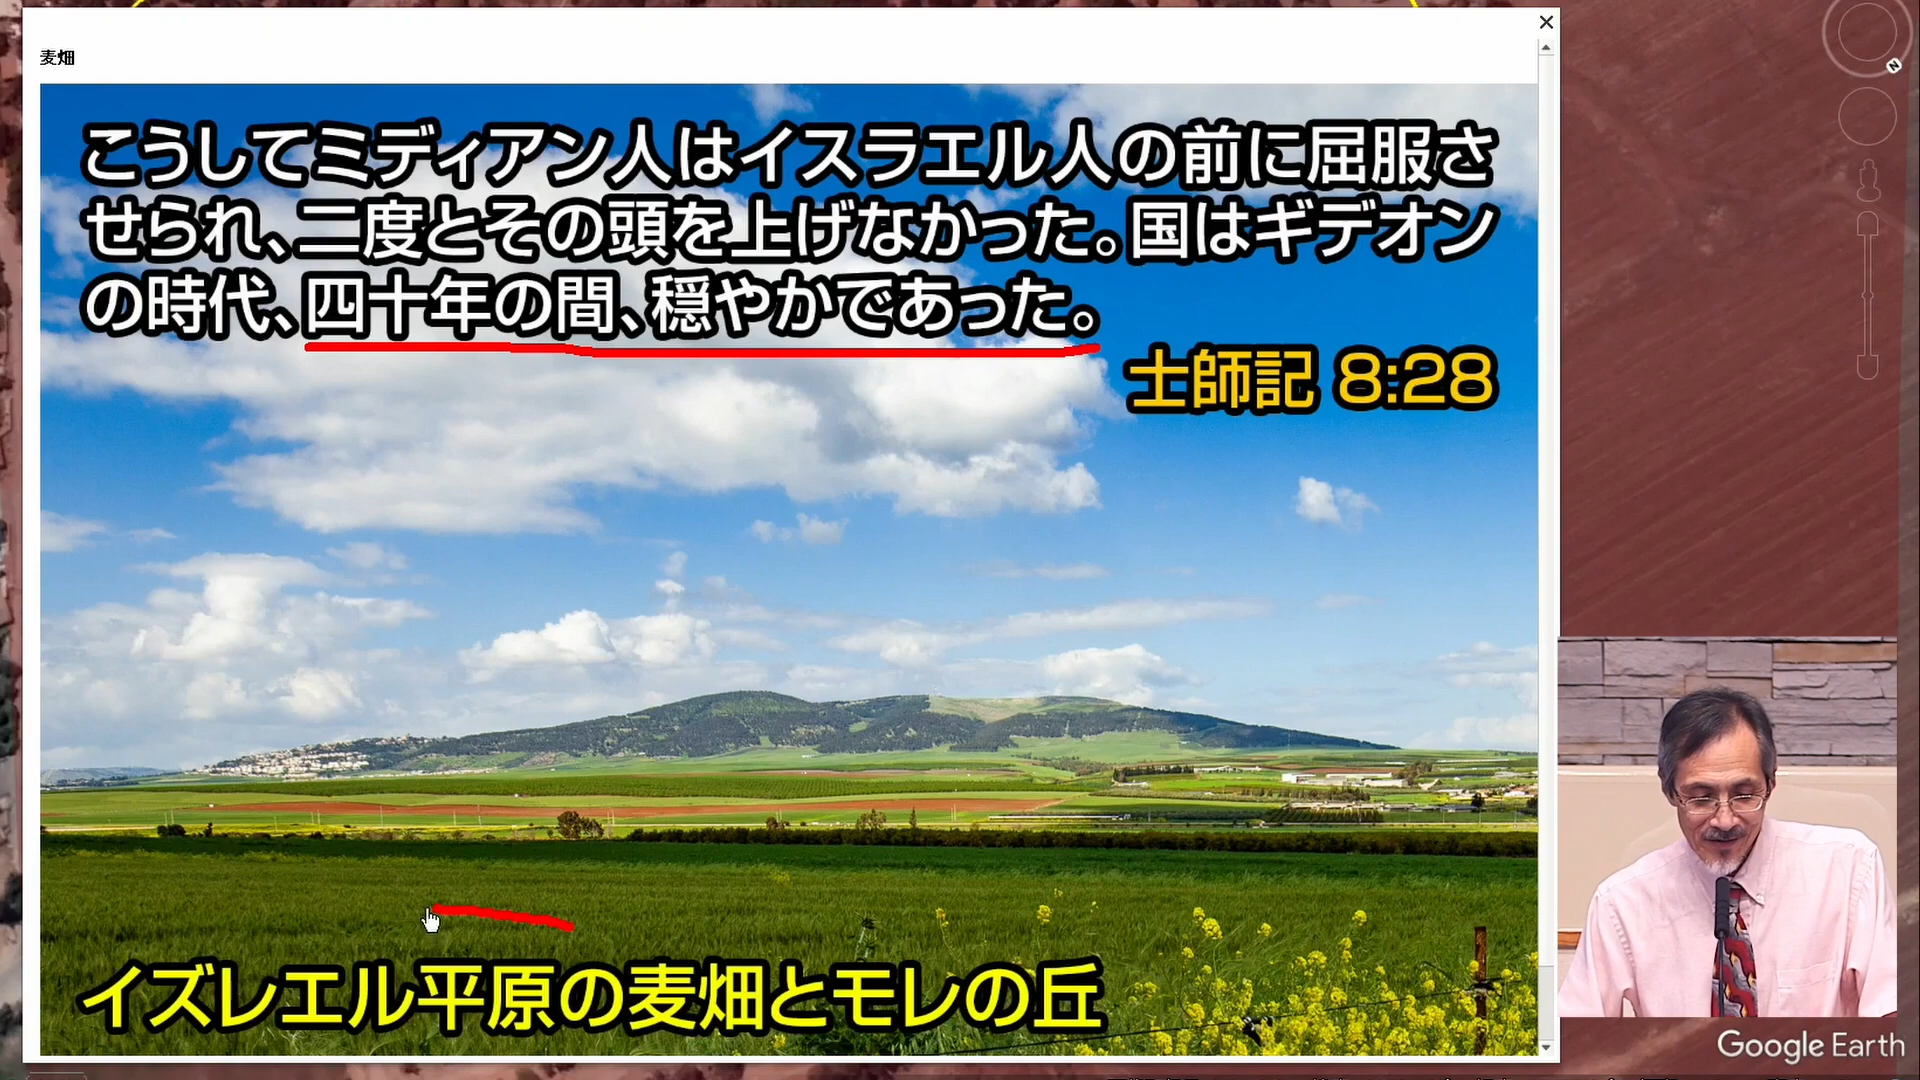 麦畑
こうしてミディアン人はイスラエル人の前に屈服さ
せられ、二度とその頭を上げなかった。国はギデオン
の時代、四十年の間、穏やかであった。
士師記 8:28
イズレエル平原の麦畑とモレの丘
N
Google Earth